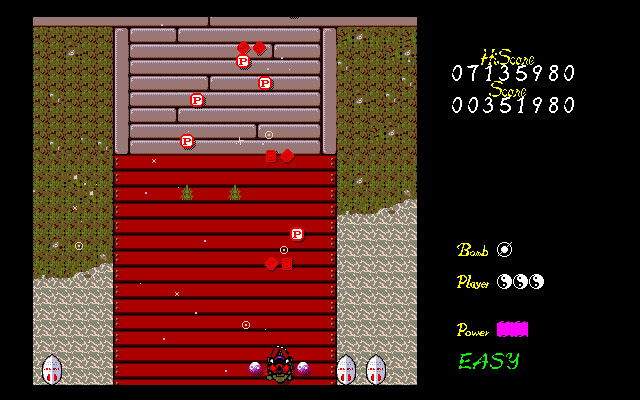 HiScore
07135980
Score
00351980
P
P
P
P
P
Bomb
Player
Power
EASY